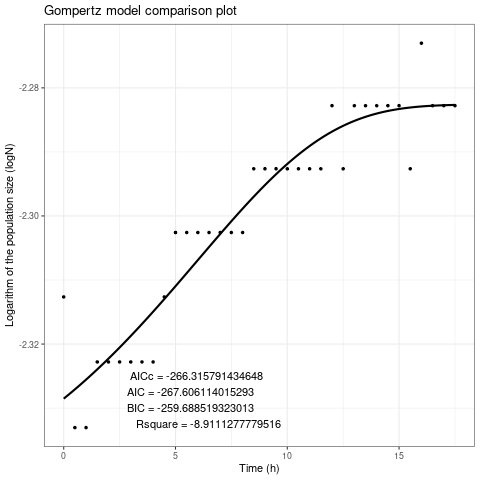 Gompertz model comparison plot
Logarithm of the population size (logN)
-2.28
-2.30
-2.32
AICc = -266.315791434648
AIC = -267.606114015293
BIC = -259.688519323013
Rsquare = -8.9111277779516
0 5 10 15
Time (h)